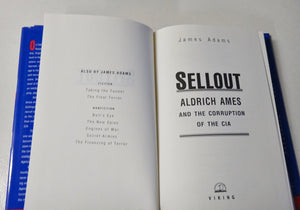 ALSO BY JAMES ADAMS
FICTION
Taking the Tunnel
The Final Terror
NONFICTION
Bull's Eye
The New Spies
Engines of War
Secret Armies
The Financing of Terror
James Adams
SELLOUT
ALDRICH AMES
AND THE CORRUPTION
OF THE CIA
VIKING